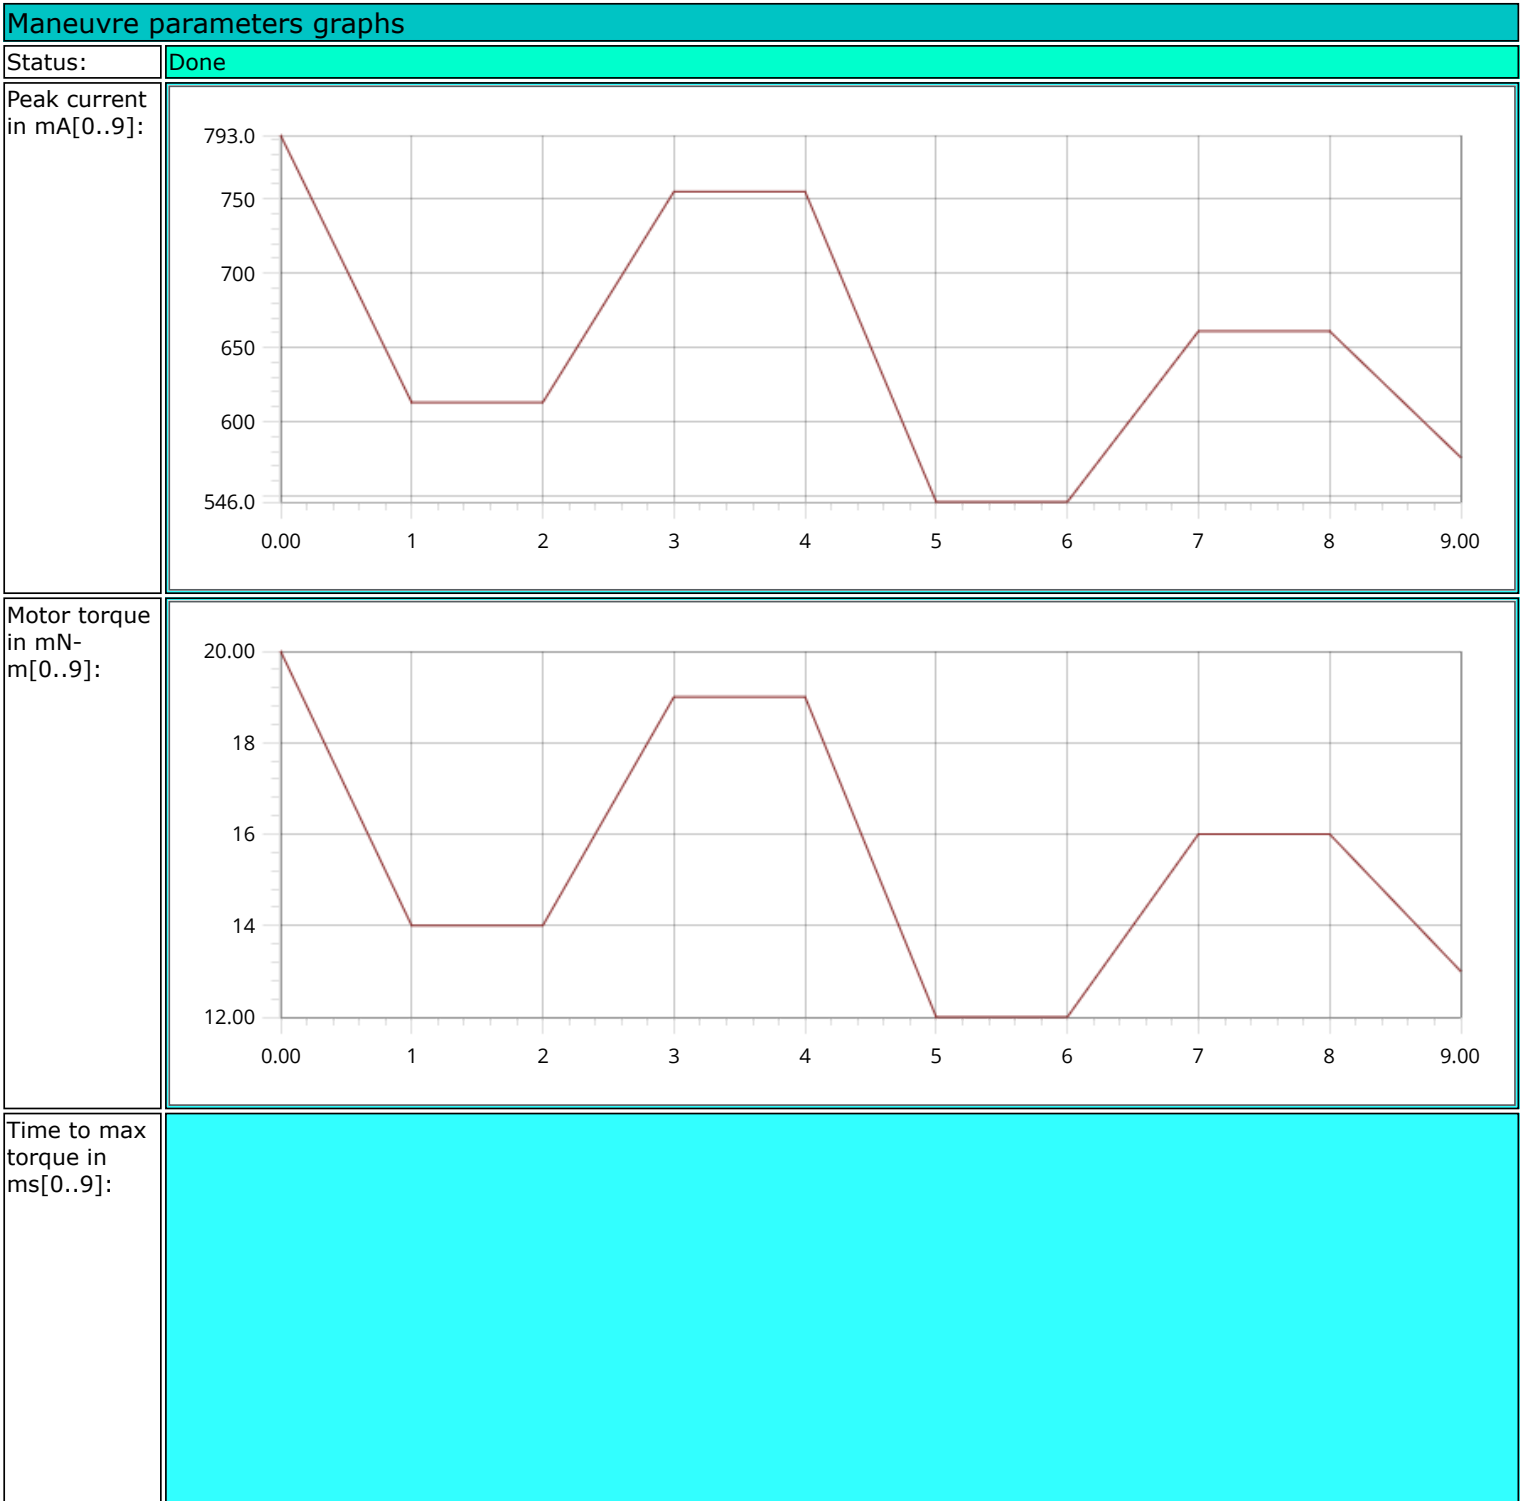 Maneuvre parameters graphs
Status:
Done
Peak current
in mA[0..9]:
793.0
750
700
650
600
546.0
0.00 1 2 3 4 5 6 7 8 9.00
Motor torque
in mN-
m[0..9]:
20.00
18
16
14
12.00
0.00 1 2 3 4 5 6 7 8 9.00
Time to max
torque in
ms[0..9]: